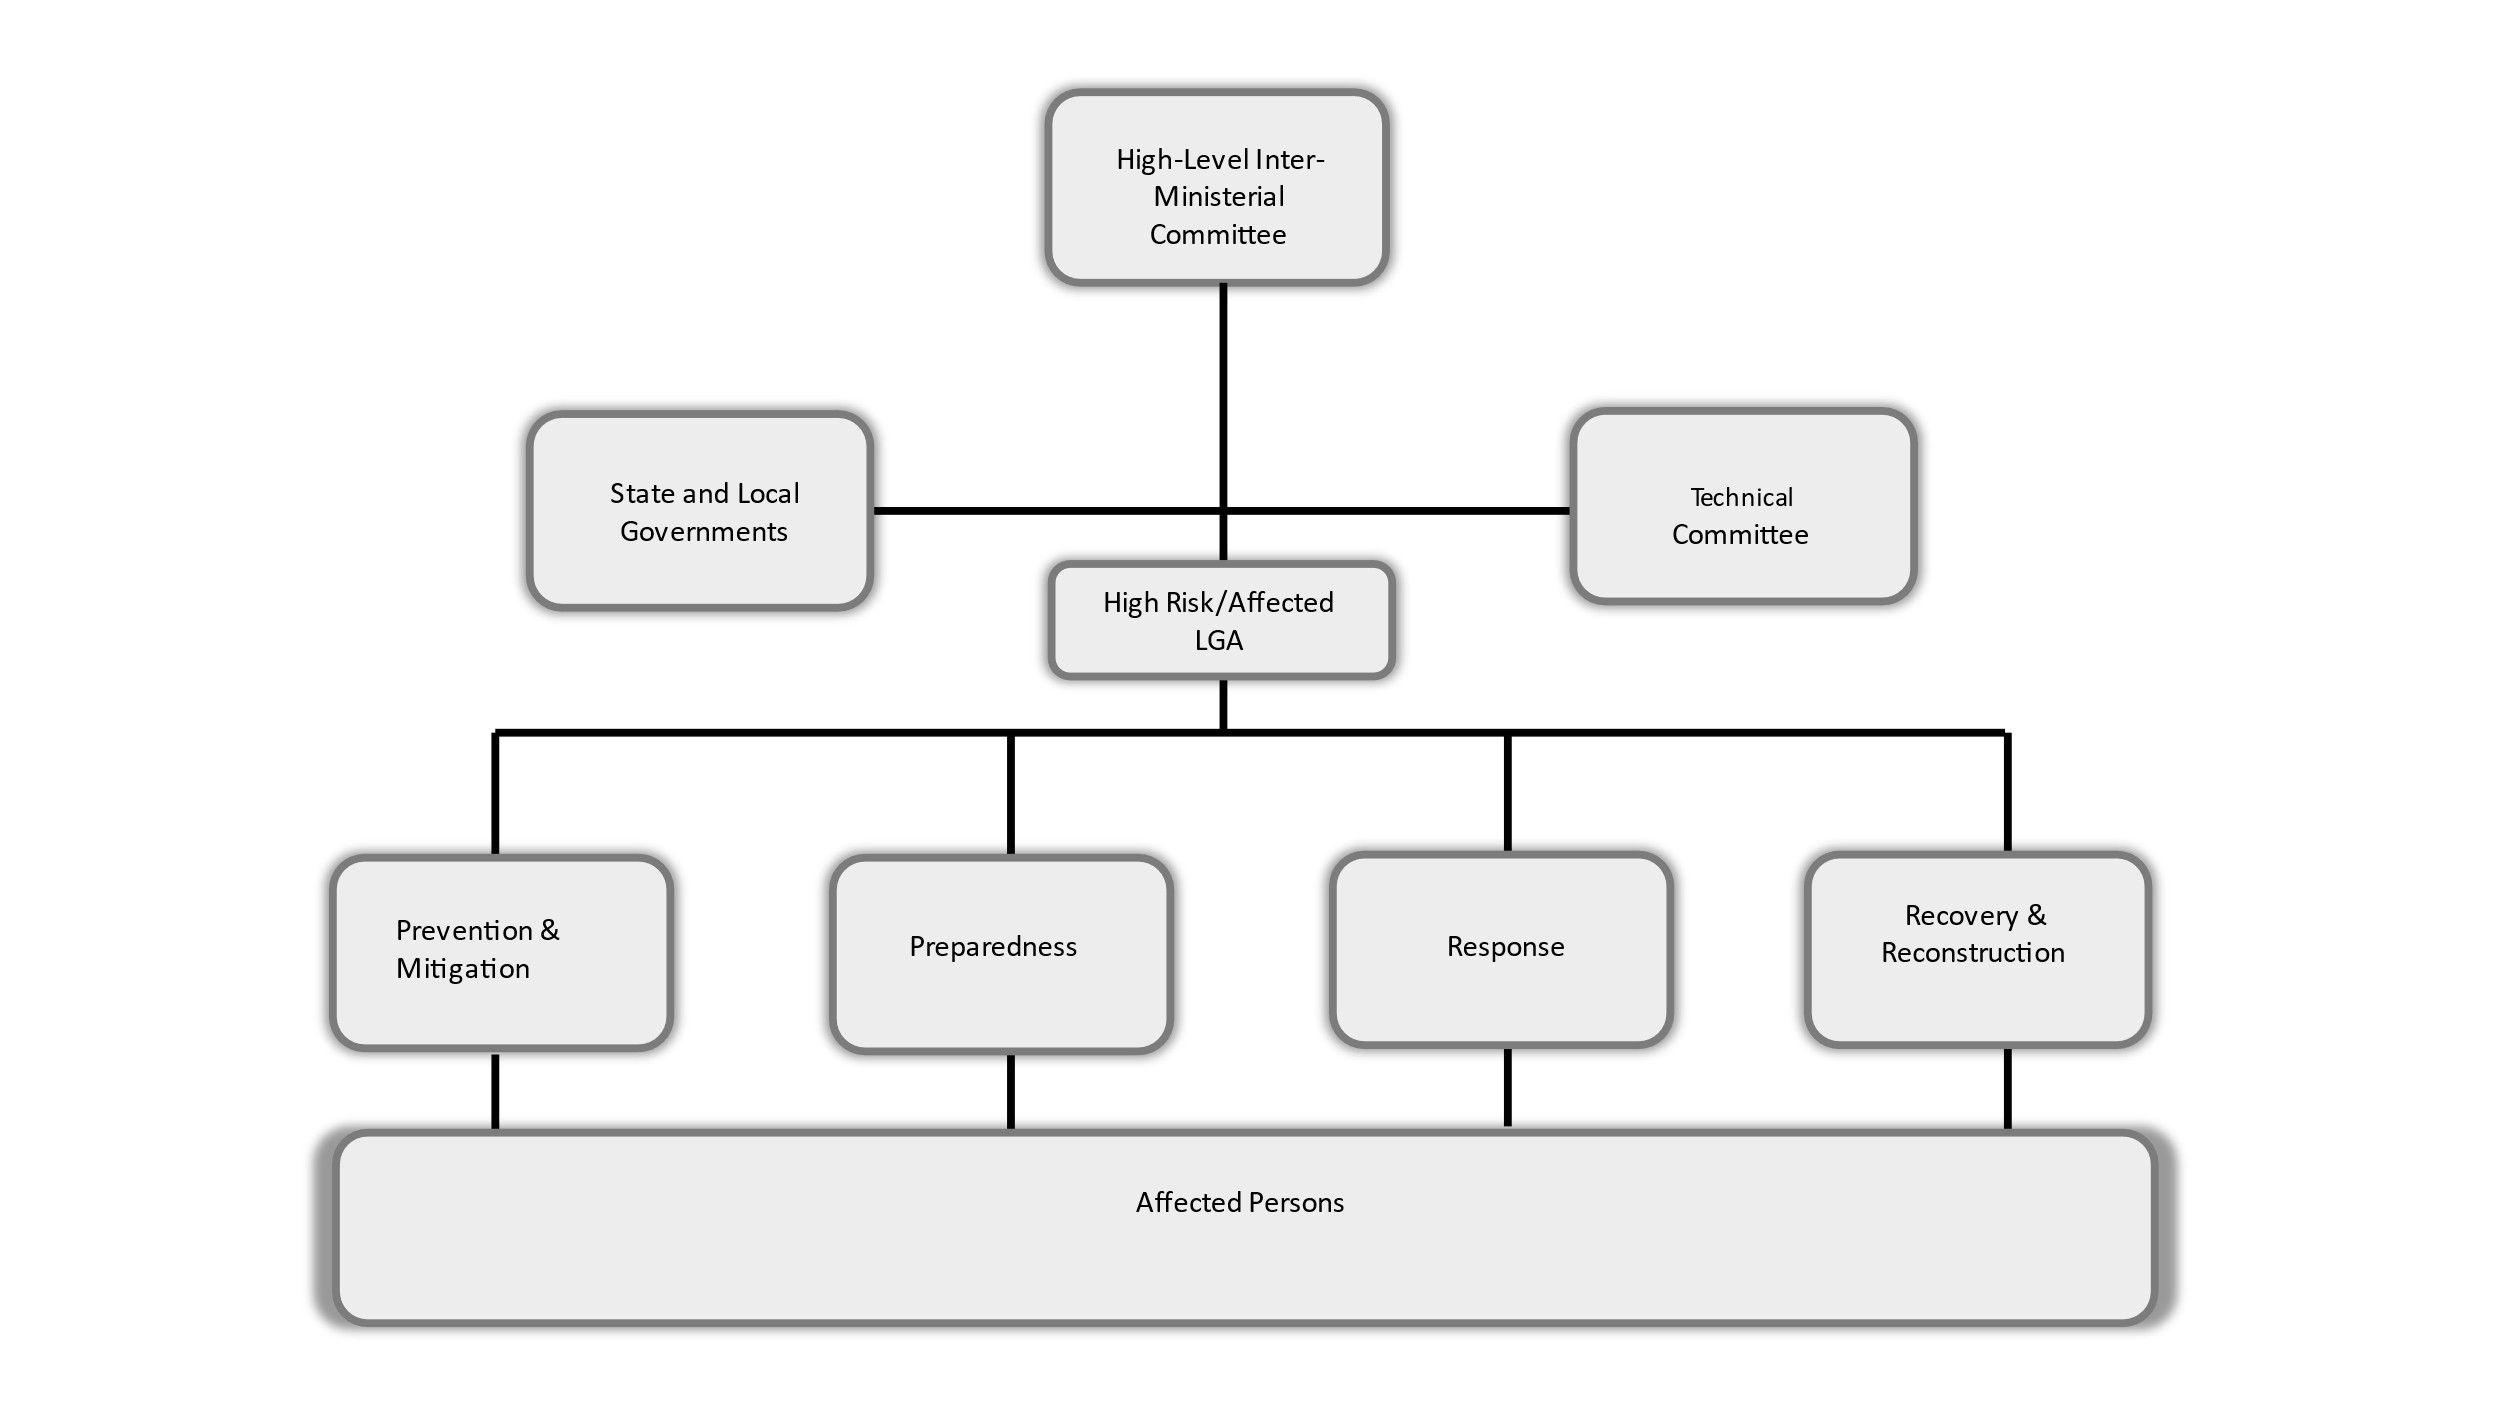 High-Level Inter-
Ministerial
Committee
State and Local
Governments
Technical
Committee
High Risk/Affected
LGA
Prevention &
Mitigation
Preparedness
Response
Recovery &
Reconstruction
Affected Persons